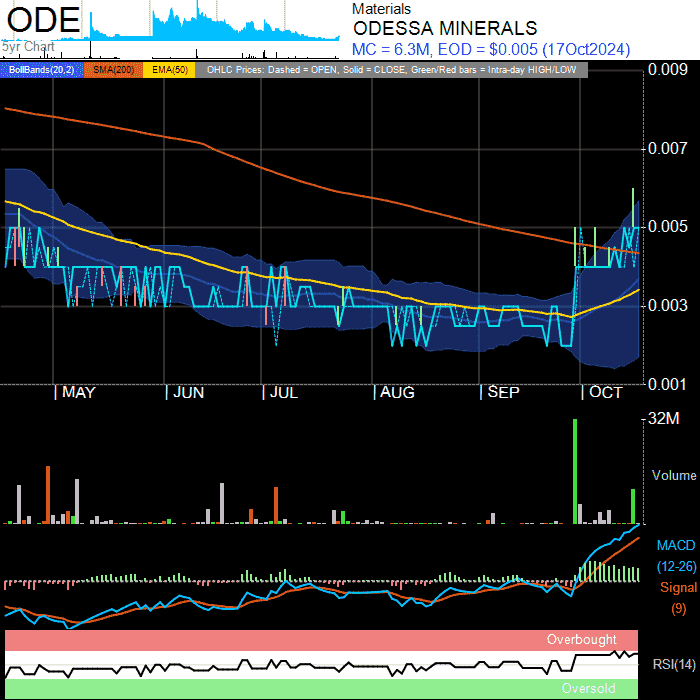 ODE
5yr Chart
Materials
ODESSA MINERALS
MC = 6.3M, EOD = $0.005 (17Oct2024)
BollBands(20,2) SMA(200) EMA(50) OHLC Prices: Dashed = OPEN, Solid = CLOSE, Green/Red bars = Intra-day HIGH/LOW
0.009
0.007
0.005
0.003
0.001
MAY JUN JUL AUG SEP OCT
32M
Volume
MACD
(12-26)
Signal
(9)
Overbought
RSI(14)
Oversold